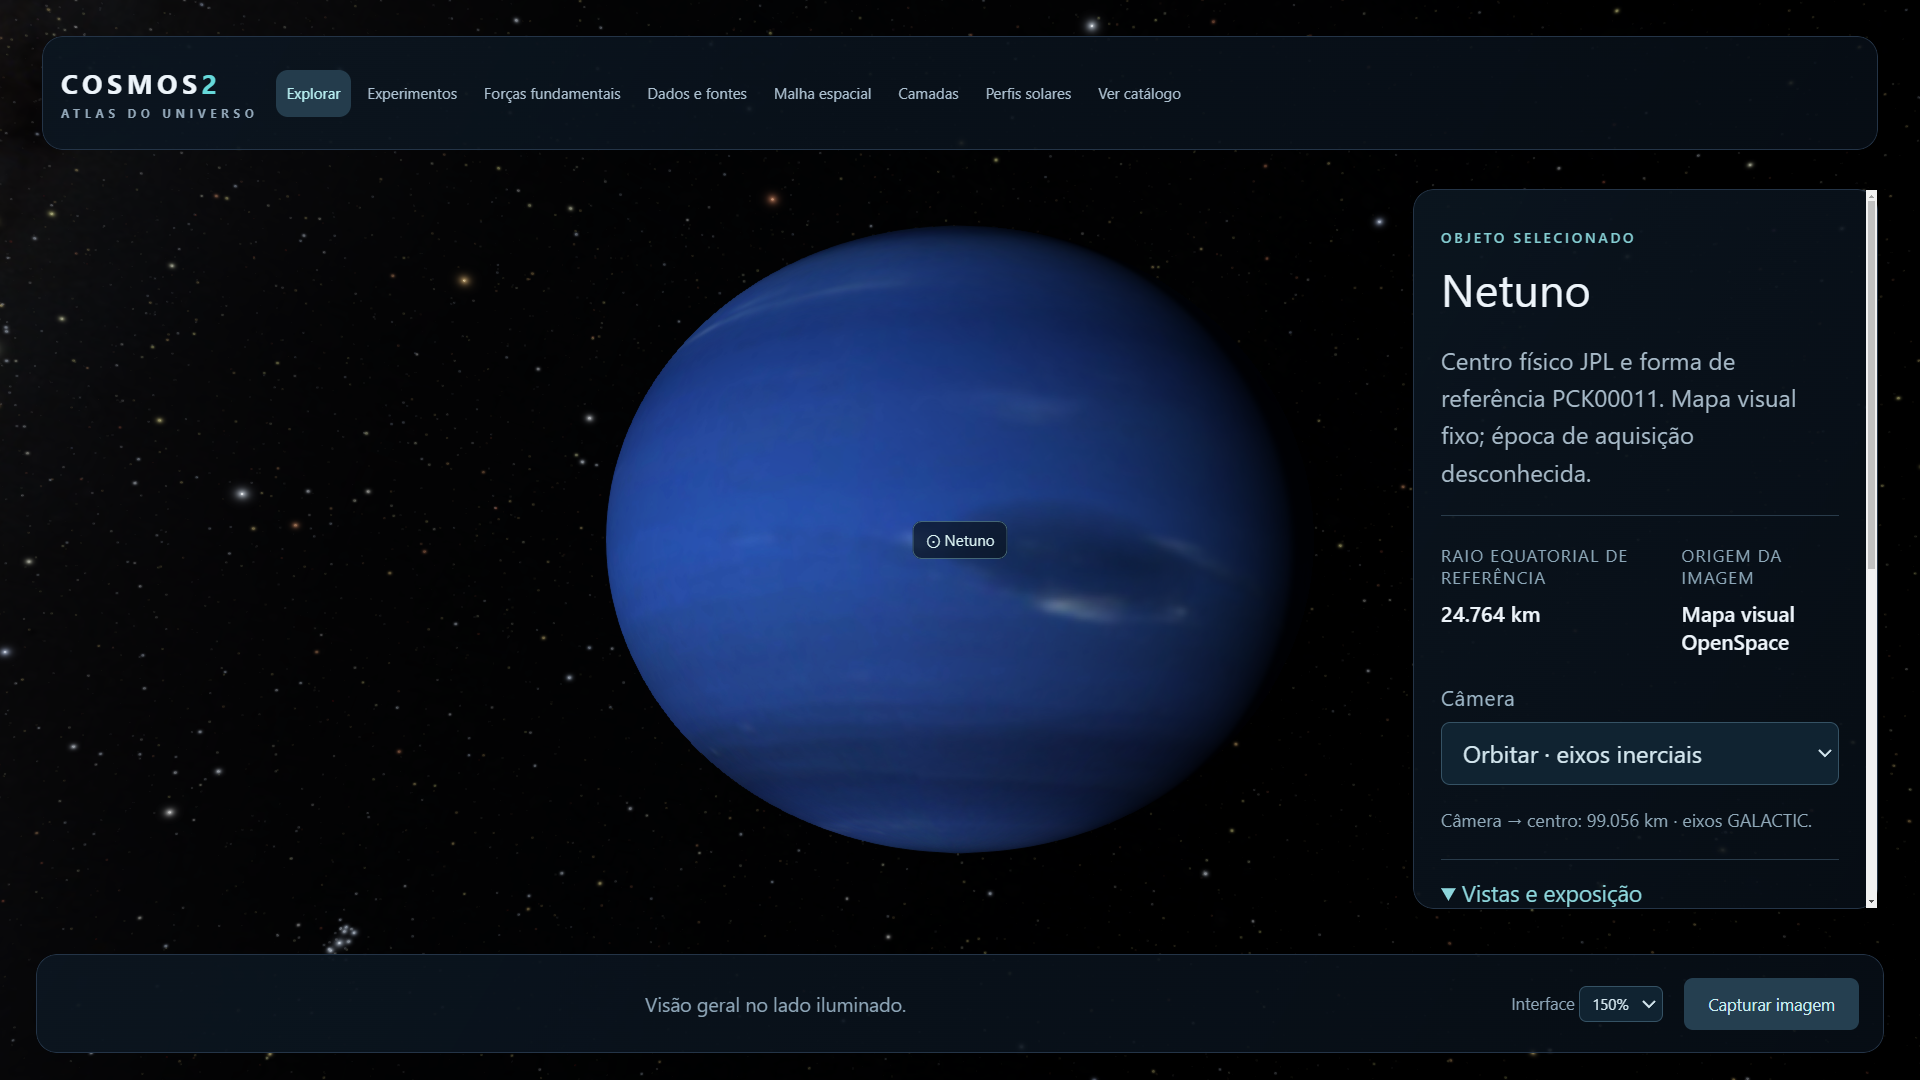 COSMOS2
ATLAS DO UNIVERSO
Explorar
Experimentos
Forças fundamentais
Dados e fontes
Malha espacial
Camadas
Perfis solares
Ver catálogo
OBJETO SELECIONADO
Netuno
Centro físico JPL e forma de
referência PCK00011. Mapa visual
fixo; época de aquisição
desconhecida.
RAIO EQUATORIAL DE
REFERÊNCIA
24.764 km
ORIGEM DA
IMAGEM
Mapa visual
OpenSpace
Câmera
Orbitar · eixos inerciais
Câmera → centro: 99.056 km · eixos GALACTIC.
▼ Vistas e exposição
⊙ Netuno
Visão geral no lado iluminado.
Interface
150%
Capturar imagem